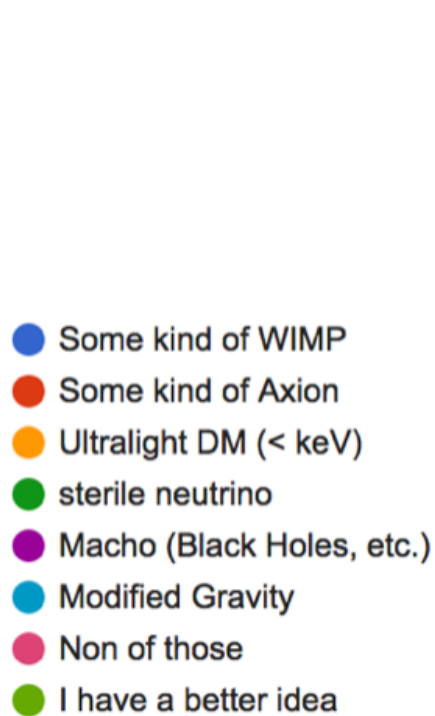 Some kind of WIMP
Some kind of Axion
Ultralight DM (< keV)
sterile neutrino
Macho (Black Holes, etc.)
Modified Gravity
Non of those
I have a better idea